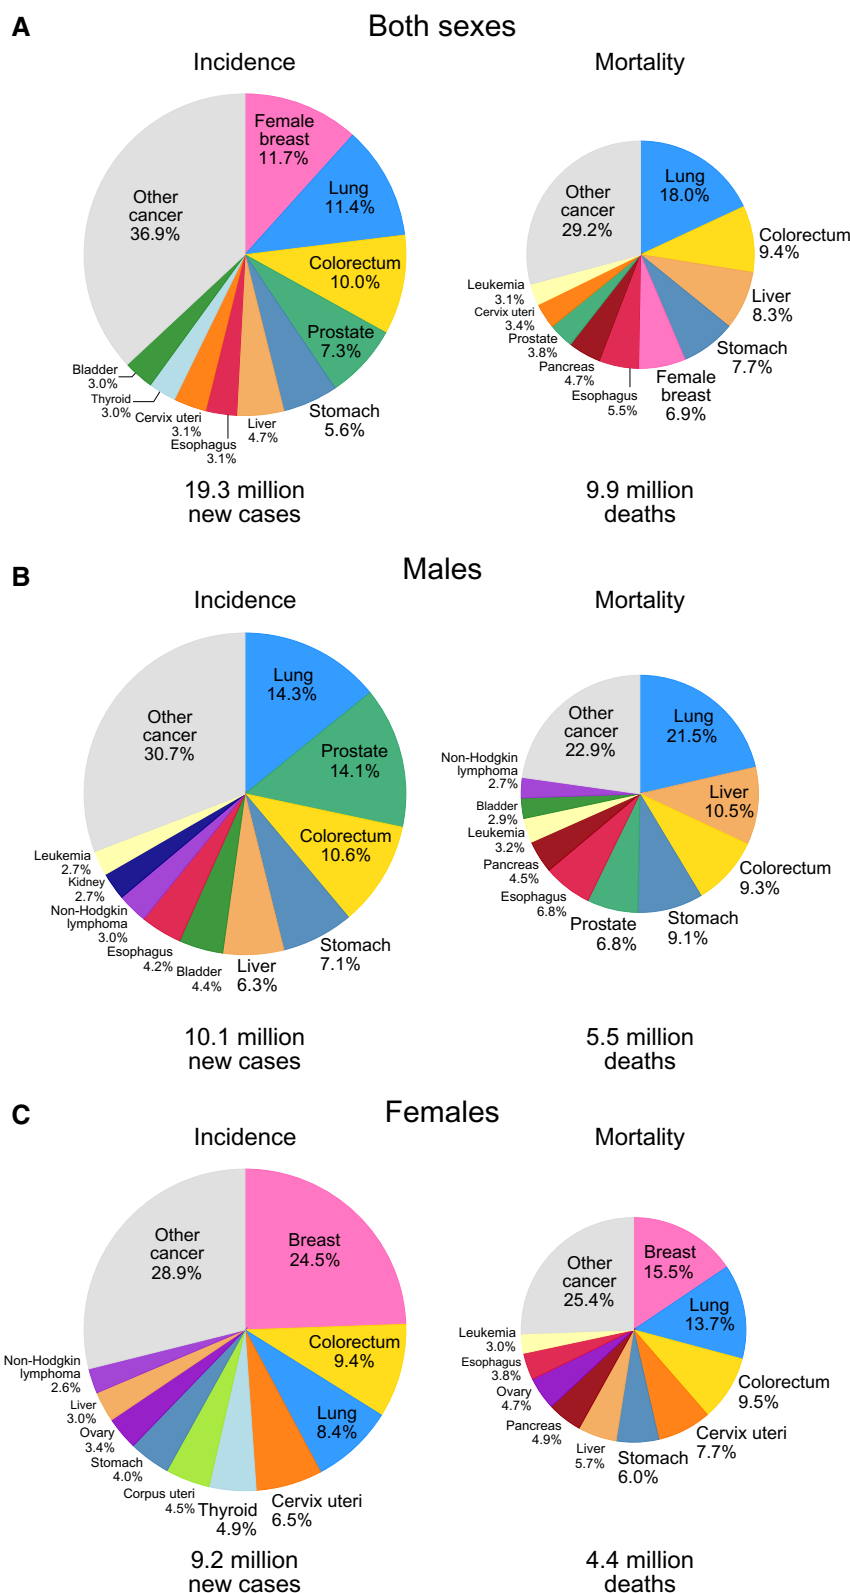 A
Both sexes
Incidence
Female
breast
11.7%
Lung
11.4%
Colorectum
10.0%
Prostate
7.3%
Stomach
5.6%
Liver
4.7%
Esophagus
3.1%
Cervix uteri
3.1%
Thyroid
3.0%
Bladder
3.0%
Other
cancer
36.9%
19.3 million
new cases
Mortality
Lung
18.0%
Colorectum
9.4%
Liver
8.3%
Stomach
7.7%
Female
breast
6.9%
Esophagus
5.5%
Pancreas
4.7%
Prostate
3.8%
Cervix uteri
3.4%
Leukemia
3.1%
Other
cancer
29.2%
9.9 million
deaths
B
Males
Incidence
Lung
14.3%
Prostate
14.1%
Colorectum
10.6%
Stomach
7.1%
Liver
6.3%
Bladder
4.4%
Esophagus
4.2%
Non-Hodgkin
lymphoma
3.0%
Kidney
2.7%
Leukemia
2.7%
Other
cancer
30.7%
10.1 million
new cases
Mortality
Lung
21.5%
Liver
10.5%
Colorectum
9.3%
Stomach
9.1%
Prostate
6.8%
Esophagus
6.8%
Pancreas
4.5%
Leukemia
3.2%
Bladder
2.9%
Non-Hodgkin
lymphoma
2.7%
Other
cancer
22.9%
5.5 million
deaths
C
Females
Incidence
Breast
24.5%
Colorectum
9.4%
Lung
8.4%
Cervix uteri
6.5%
Thyroid
4.9%
Corpus uteri
4.5%
Stomach
4.0%
Ovary
3.4%
Liver
3.0%
Non-Hodgkin
lymphoma
2.6%
Other
cancer
28.9%
9.2 million
new cases
Mortality
Breast
15.5%
Lung
13.7%
Colorectum
9.5%
Cervix uteri
7.7%
Stomach
6.0%
Liver
5.7%
Pancreas
4.9%
Ovary
4.7%
Esophagus
3.8%
Leukemia
3.0%
Other
cancer
25.4%
4.4 million
deaths